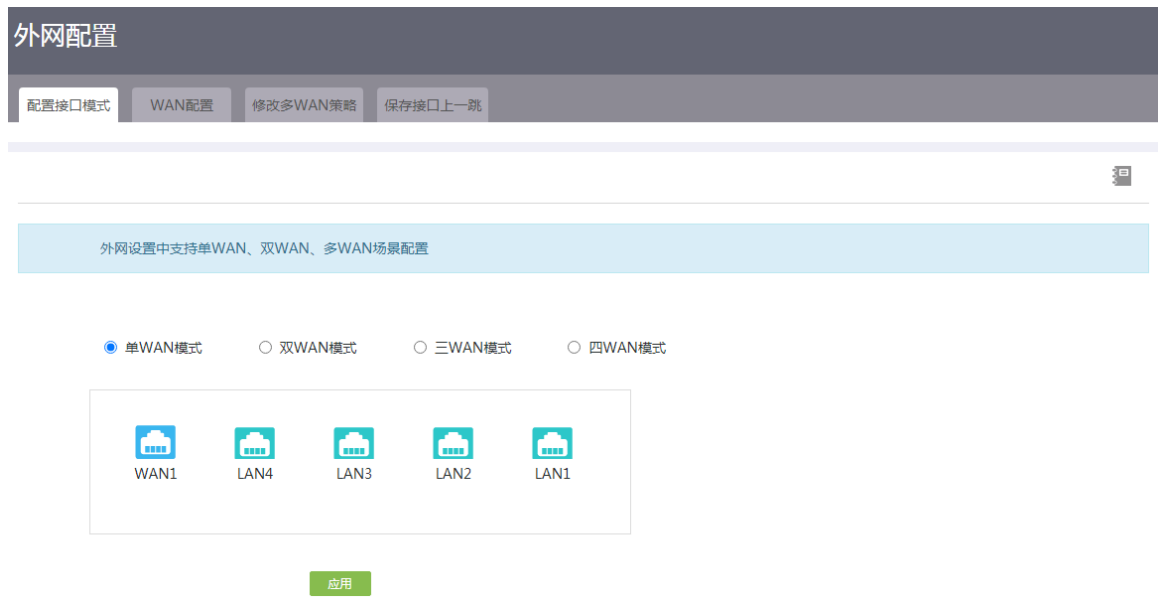 外网配置
配置接口模式 WAN配置 修改多WAN策略 保存接口上一跳
外网设置中支持单WAN、双WAN、多WAN场景配置
单WAN模式 双WAN模式 三WAN模式 四WAN模式
WAN1 LAN4 LAN3 LAN2 LAN1
应用